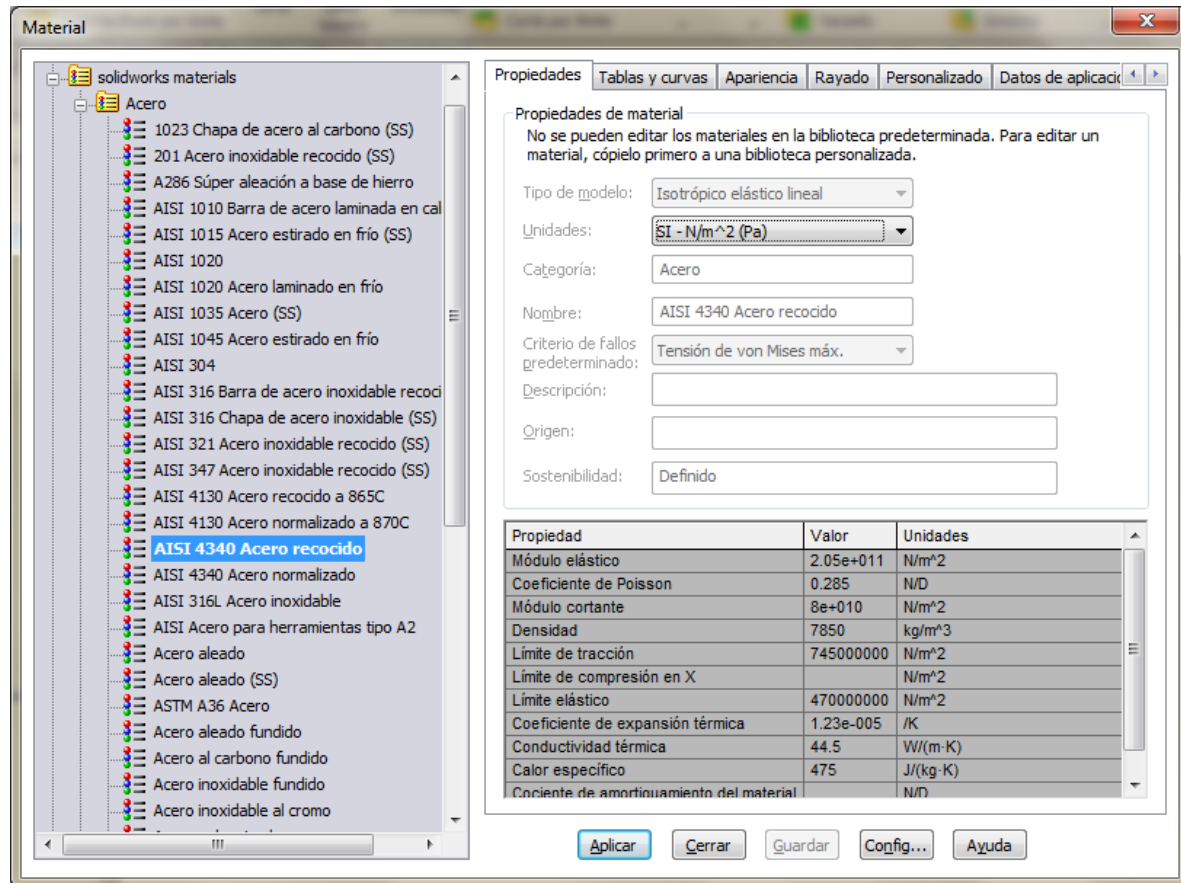 Material
solidworks materials
Acero
1023 Chapa de acero al carbono (SS)
201 Acero inoxidable recocido (SS)
A286 Súper aleación a base de hierro
AISI 1010 Barra de acero laminada en cal
AISI 1015 Acero estirado en frío (SS)
AISI 1020
AISI 1020 Acero laminado en frío
AISI 1035 Acero (SS)
AISI 1045 Acero estirado en frío
AISI 304
AISI 316 Barra de acero inoxidable recoci
AISI 316 Chapa de acero inoxidable (SS)
AISI 321 Acero inoxidable recocido (SS)
AISI 347 Acero inoxidable recocido (SS)
AISI 4130 Acero recocido a 865C
AISI 4130 Acero normalizado a 870C
AISI 4340 Acero recocido
AISI 4340 Acero normalizado
AISI 316L Acero inoxidable
AISI Acero para herramientas tipo A2
Acero aleado
Acero aleado (SS)
ASTM A36 Acero
Acero aleado fundido
Acero al carbono fundido
Acero inoxidable fundido
Acero inoxidable al cromo
Propiedades Tablas y curvas Apariencia Rayado Personalizado Datos de aplicació
Propiedades de material
No se pueden editar los materiales en la biblioteca predeterminada. Para editar un
material, cópielo primero a una biblioteca personalizada.
Tipo de modelo: Isotrópico elástico lineal
Unidades: SI - N/m^2 (Pa)
Categoría: Acero
Nombre: AISI 4340 Acero recocido
Criterio de fallos
predeterminado: Tensión de von Mises máx.
Descripción:
Origen:
Sostenibilidad: Definido
Propiedad Valor Unidades
Módulo elástico 2.05e+011 N/m^2
Coeficiente de Poisson 0.285 N/D
Módulo cortante 8e+010 N/m^2
Densidad 7850 kg/m^3
Límite de tracción 745000000 N/m^2
Límite de compresión en X N/m^2
Límite elástico 470000000 N/m^2
Coeficiente de expansión térmica 1.23e-005 /K
Conductividad térmica 44.5 W/(m·K)
Calor específico 475 J/(kg·K)
Cociente de amortiguamiento del material N/D
Aplicar Cerrar Guardar Config... Ayuda